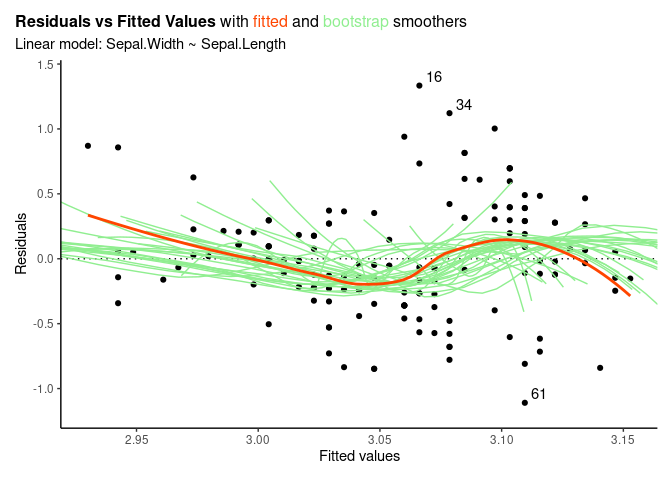 Residuals vs Fitted Values with fitted and bootstrap smoothers
Linear model: Sepal.Width ~ Sepal.Length
1.5
16
34
1.0
0.5
Residuals
0.0
-0.5
-1.0
61
2.95 3.00 3.05 3.10 3.15
Fitted values